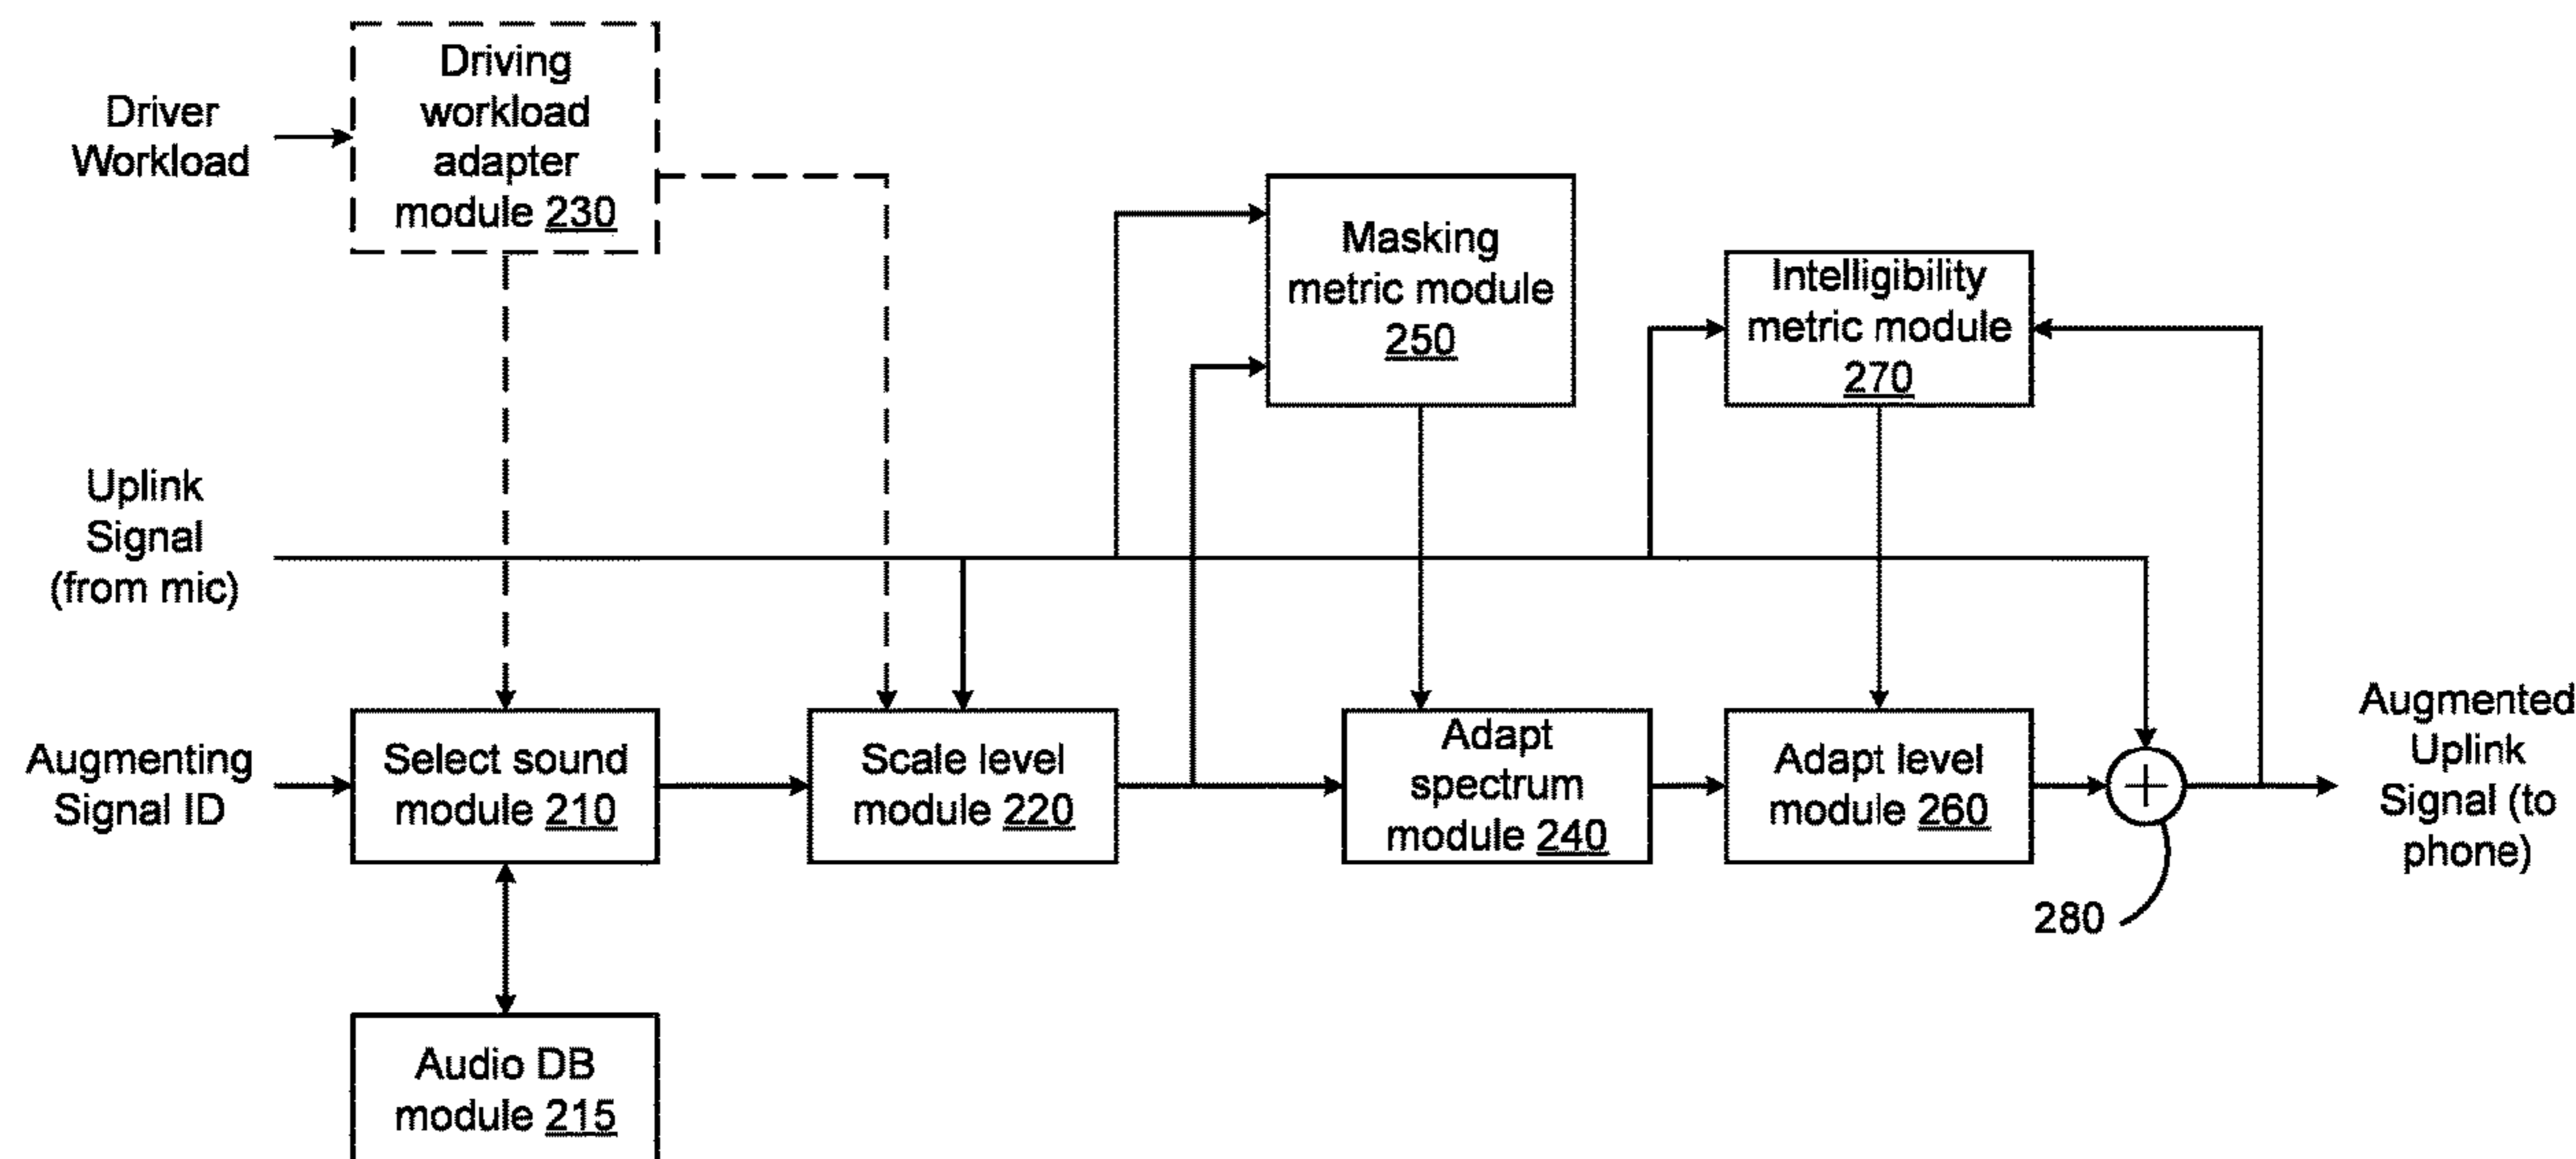 Driver
Workload
Driving
workload
adapter
module 230
Masking
metric module
250
Intelligibility
metric module
270
Uplink
Signal
(from mic)
Augmenting
Signal ID
Select sound
module 210
Scale level
module 220
Adapt
spectrum
module 240
Adapt level
module 260
+
Augmented
Uplink
Signal (to
phone)
280
Audio DB
module 215